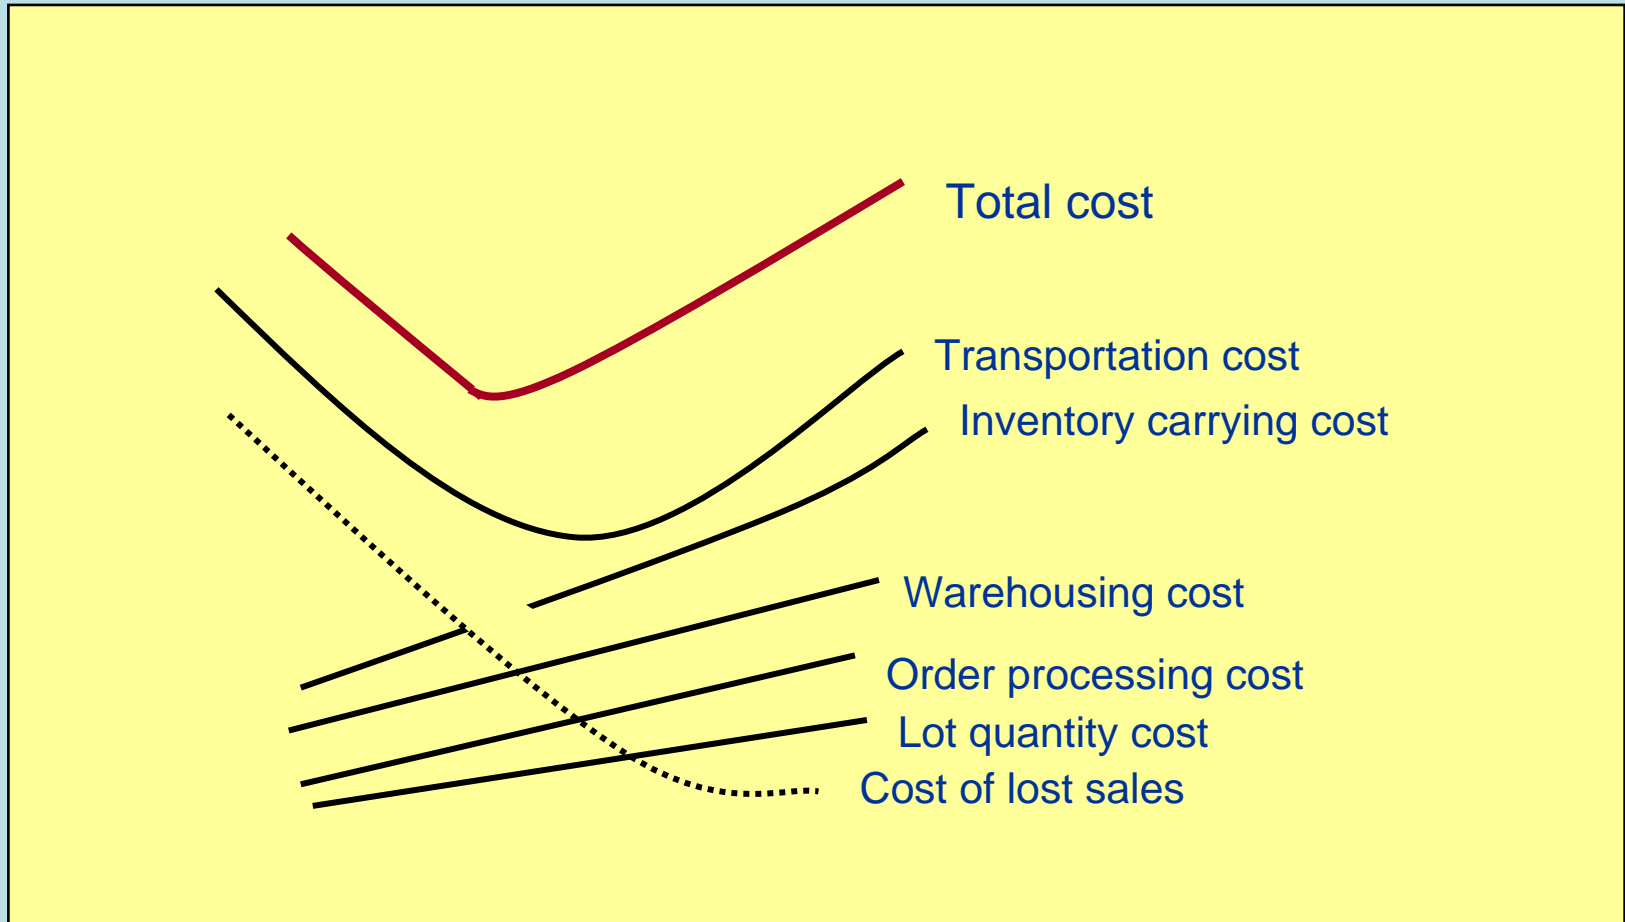 Total cost
Transportation cost
Inventory carrying cost
Warehousing cost
Order processing cost
Lot quantity cost
Cost of lost sales